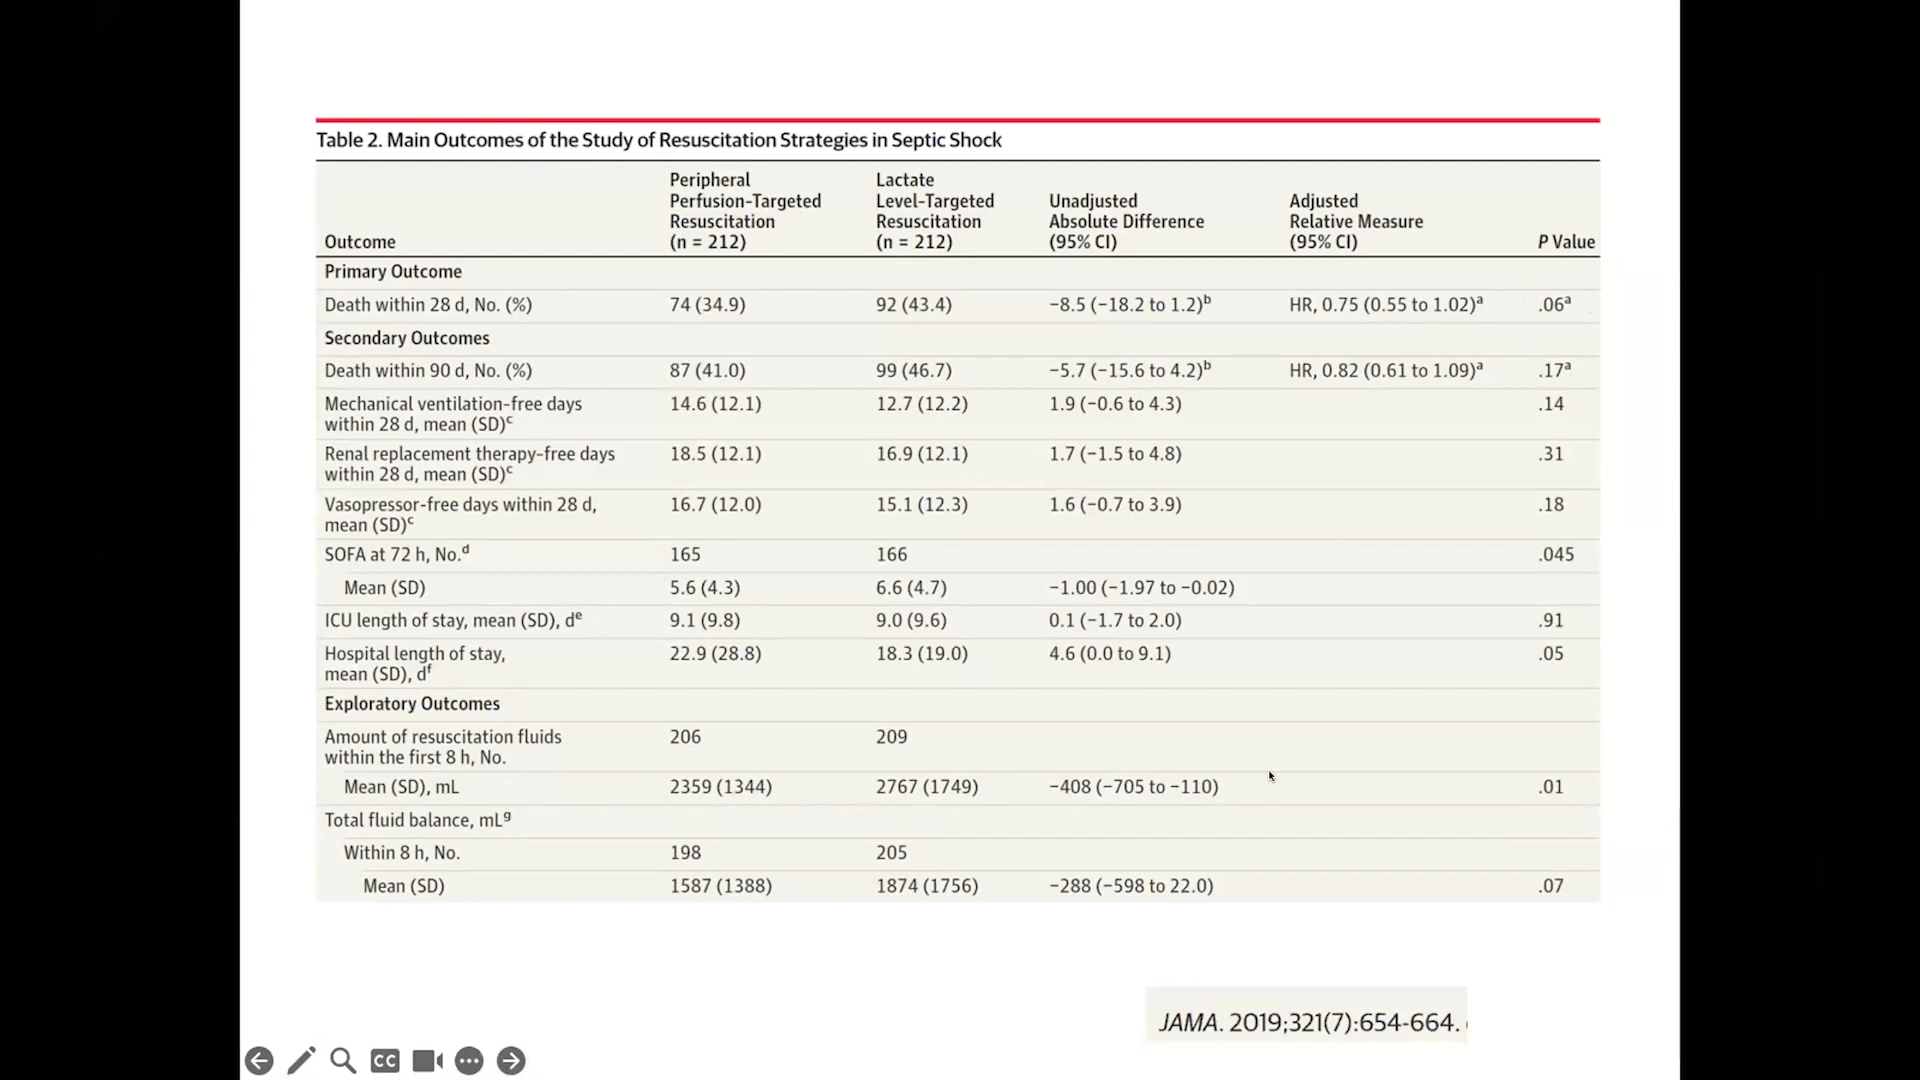 Table 2. Main Outcomes of the Study of Resuscitation Strategies in Septic Shock
Outcome Peripheral Perfusion-Targeted Resuscitation (n = 212) Lactate Level-Targeted Resuscitation (n = 212) Unadjusted Absolute Difference (95% CI) Adjusted Relative Measure (95% CI) P Value
Primary Outcome
Death within 28 d, No. (%) 74 (34.9) 92 (43.4) −8.5 (−18.2 to 1.2)b HR, 0.75 (0.55 to 1.02)a .06a
Secondary Outcomes
Death within 90 d, No. (%) 87 (41.0) 99 (46.7) −5.7 (−15.6 to 4.2)b HR, 0.82 (0.61 to 1.09)a .17a
Mechanical ventilation-free days within 28 d, mean (SD)c 14.6 (12.1) 12.7 (12.2) 1.9 (−0.6 to 4.3) .14
Renal replacement therapy-free days within 28 d, mean (SD)c 18.5 (12.1) 16.9 (12.1) 1.7 (−1.5 to 4.8) .31
Vasopressor-free days within 28 d, mean (SD)c 16.7 (12.0) 15.1 (12.3) 1.6 (−0.7 to 3.9) .18
SOFA at 72 h, No.d 165 166 .045
Mean (SD) 5.6 (4.3) 6.6 (4.7) −1.00 (−1.97 to −0.02)
ICU length of stay, mean (SD), de 9.1 (9.8) 9.0 (9.6) 0.1 (−1.7 to 2.0) .91
Hospital length of stay, mean (SD), df 22.9 (28.8) 18.3 (19.0) 4.6 (0.0 to 9.1) .05
Exploratory Outcomes
Amount of resuscitation fluids within the first 8 h, No. 206 209
Mean (SD), mL 2359 (1344) 2767 (1749) −408 (−705 to −110) .01
Total fluid balance, mLg
Within 8 h, No. 198 205
Mean (SD) 1587 (1388) 1874 (1756) −288 (−598 to 22.0) .07
JAMA. 2019;321(7):654-664.
CC